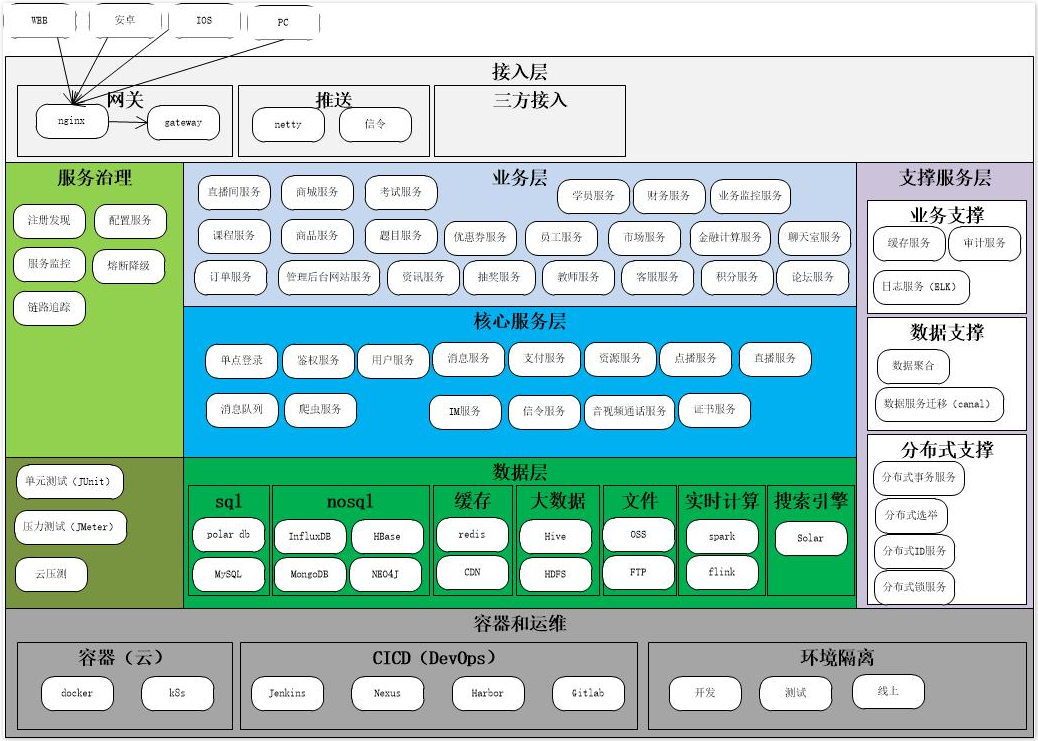 WEB
安卓
IOS
PC
接入层
网关
nginx
gateway
推送
netty
信令
三方接入
服务治理
注册发现
配置服务
服务监控
熔断降级
链路追踪
业务层
直播间服务
商城服务
考试服务
学员服务
财务服务
业务监控服务
课程服务
商品服务
题目服务
优惠券服务
员工服务
市场服务
金融计算服务
聊天室服务
订单服务
管理后台网站服务
资讯服务
抽奖服务
教师服务
客服服务
积分服务
论坛服务
核心服务层
单点登录
鉴权服务
用户服务
消息服务
支付服务
资源服务
点播服务
直播服务
消息队列
爬虫服务
IM服务
信令服务
音视频通话服务
证书服务
支撑服务层
业务支撑
缓存服务
审计服务
日志服务（ELK）
数据支撑
数据聚合
数据服务迁移（canal）
分布式支撑
分布式事务服务
分布式选举
分布式ID服务
分布式锁服务
单元测试（JUnit）
压力测试（JMeter）
云压测
数据层
sql
polar db
MySQL
nosql
InfluxDB
HBase
MongoDB
NEO4J
缓存
redis
CDN
大数据
Hive
HDFS
文件
OSS
FTP
实时计算
spark
flink
搜索引擎
Solar
容器和运维
容器（云）
docker
k8s
CICD（DevOps）
Jenkins
Nexus
Harbor
Gitlab
环境隔离
开发
测试
线上